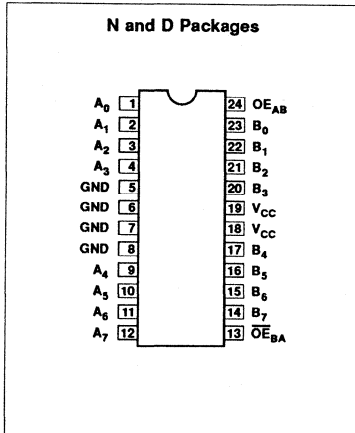 N and D Packages
A0 1 24 OEAB
A1 2 23 B0
A2 3 22 B1
A3 4 21 B2
GND 5 20 B3
GND 6 19 VCC
GND 7 18 VCC
GND 8 17 B4
A4 9 16 B5
A5 10 15 B6
A6 11 14 B7
A7 12 13 O̅E̅BA